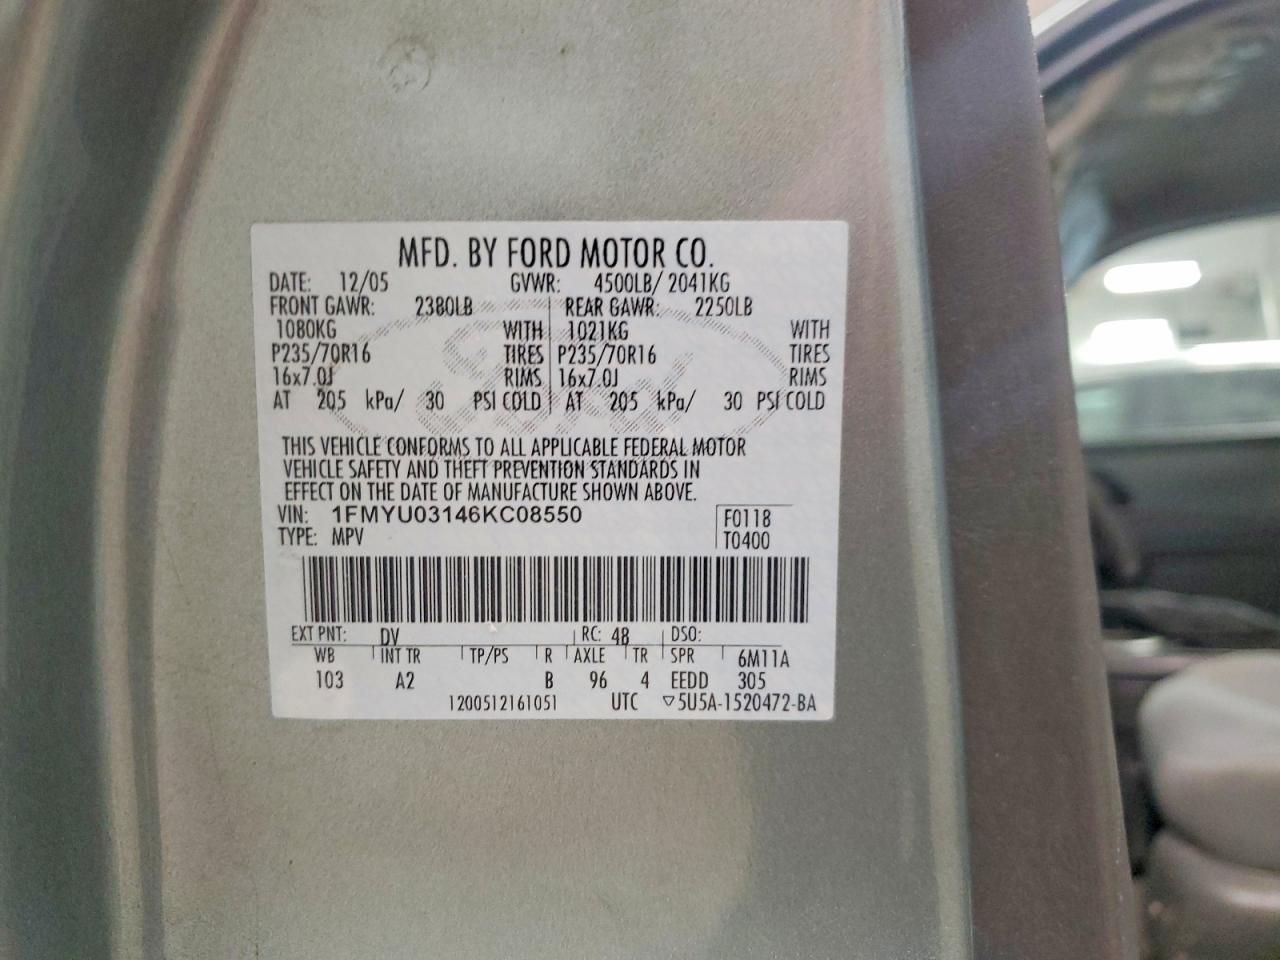 MFD. BY FORD MOTOR CO.
DATE: 12/05 GVWR: 4500LB/ 2041KG
FRONT GAWR: 2380LB REAR GAWR: 2250LB
1080KG WITH 1021KG WITH
P235/70R16 TIRES P235/70R16 TIRES
16x7.0J RIMS 16x7.0J RIMS
AT 205 kPa/ 30 PSI COLD AT 205 kPa/ 30 PSI COLD
THIS VEHICLE CONFORMS TO ALL APPLICABLE FEDERAL MOTOR
VEHICLE SAFETY AND THEFT PREVENTION STANDARDS IN
EFFECT ON THE DATE OF MANUFACTURE SHOWN ABOVE.
VIN: 1FMYU03146KC08550 F0118
TYPE: MPV T0400
EXT PNT: DV RC: 48 DSO:
WB INT TR TP/PS R AXLE TR SPR 6M11A
103 A2 B 96 4 EEDD 305
1200512161051 UTC ▽5U5A-1520472-BA